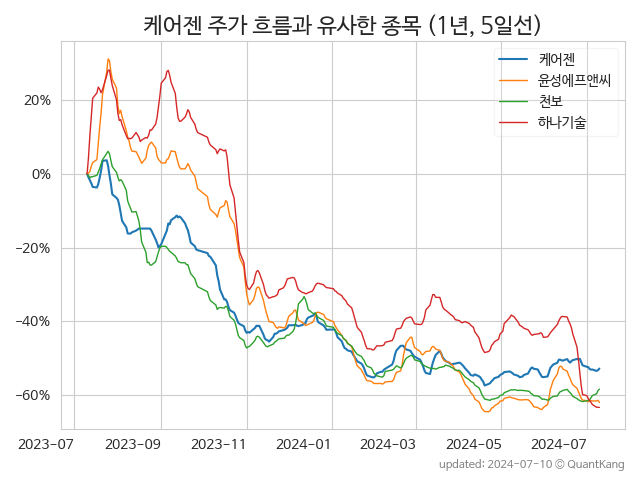 케어젠 주가 흐름과 유사한 종목 (1년, 5일선)
케어젠
윤성에프앤씨
천보
하나기술
20%
0%
−20%
−40%
−60%
2023-07 2023-09 2023-11 2024-01 2024-03 2024-05 2024-07
updated: 2024-07-10 © QuantKang